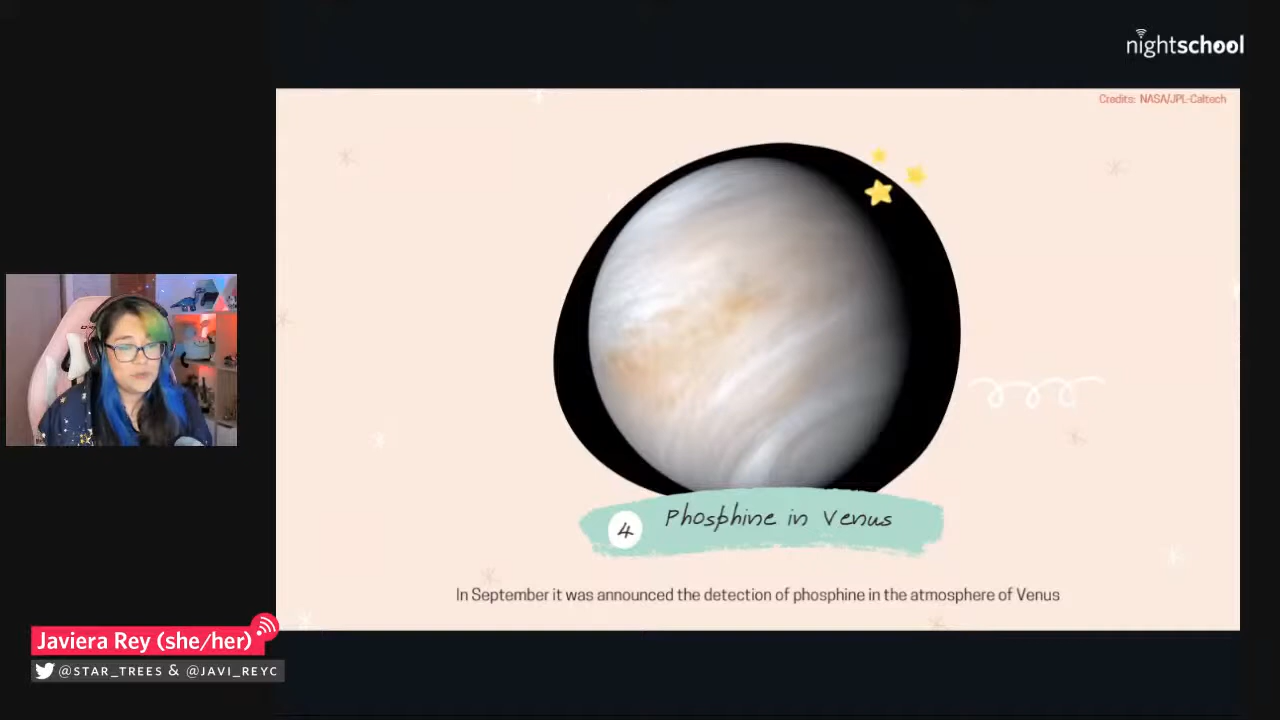 nightschool
Credits: NASA/JPL-Caltech
4
Phosphine in Venus
In September it was announced the detection of phosphine in the atmosphere of Venus
Javiera Rey (she/her)
@STAR_TREES & @JAVI_REYC